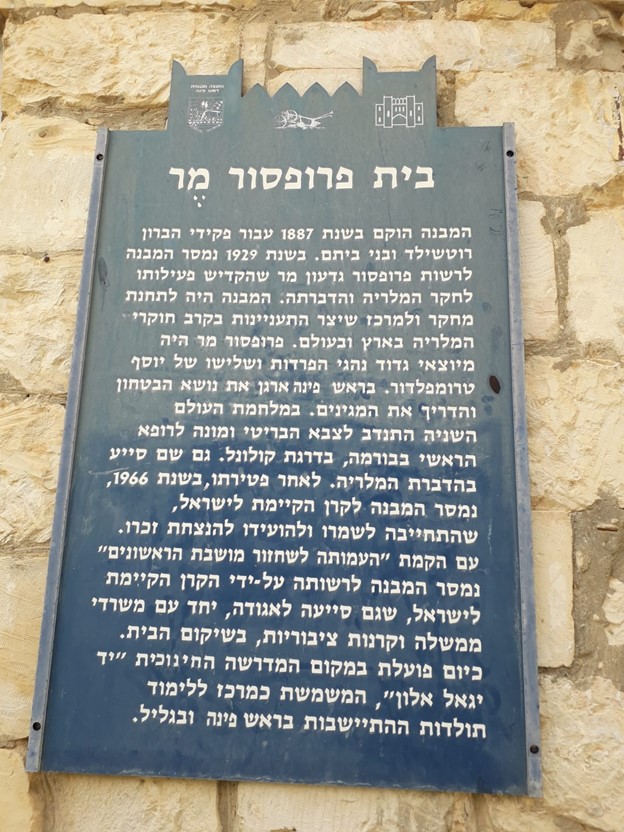 בית פרופסור מֶר
המבנה הוקם בשנת 1887 עבור פקידי הברון
רוטשילד ובני ביתם. בשנת 1929 נמסר המבנה
לרשות פרופסור גדעון מר שהקדיש פעילותו
לחקר המלריה והדברתה. המבנה היה לתחנת
מחקר ולמרכז שיצר התעניינות בקרב חוקרי
המלריה בארץ ובעולם. פרופסור מר היה
מיוצאי גדוד נהגי הפרדות ושלישו של יוסף
טרומפלדור. בראש פינה ארגן את נושא הבטחון
והדריך את המגינים. במלחמת העולם
השניה התנדב לצבא הבריטי ומונה לרופא
הראשי בבורמה, בדרגת קולונל. גם שם סייע
בהדברת המלריה. לאחר פטירתו, בשנת 1966,
נמסר המבנה לקרן הקיימת לישראל,
שהתחייבה לשמרו ולהועידו להנצחת זכרו.
עם הקמת "העמותה לשחזור מושבת הראשונים"
נמסר המבנה לרשותה על-ידי הקרן הקיימת
לישראל, שגם סייעה לאגודה, יחד עם משרדי
ממשלה וקרנות ציבוריות, בשיקום הבית.
כיום פועלת במקום המדרשה החינוכית "יד
יגאל אלון", המשמשת כמרכז ללימוד
תולדות ההתיישבות בראש פינה ובגליל.